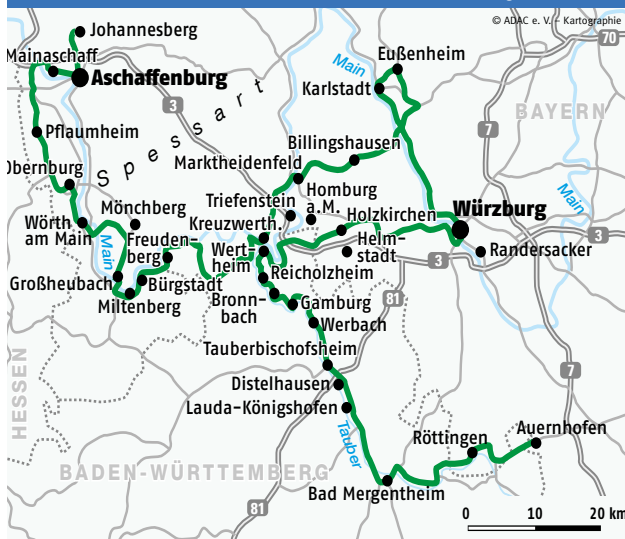 © ADAC e. V. - Kartographie
Johannesberg
Mainaschaff
Aschaffenburg
Main
Eußenheim
Karlstadt
70
BAYERN
3
7
Spessart
Pflaumheim
Obernburg
Billingshausen
Marktheidenfeld
Main
Mönchberg
Triefenstein
Homburg
a.M.
Holzkirchen
Würzburg
Wörth
am Main
Main
Freuden-
berg
Kreuzwerth.
Wert-
heim
Helm-
stadt
3
Randersacker
3
Großheubach
Bürgstadt
Miltenberg
Reicholzheim
Bronn-
bach
Gamburg
81
Werbach
Tauberbischofsheim
HESSEN
Distelhausen
7
Lauda-Königshofen
Tauber
Röttingen
Auernhofen
BADEN-WÜRTTEMBERG
Bad Mergentheim
81
0 10 20 km